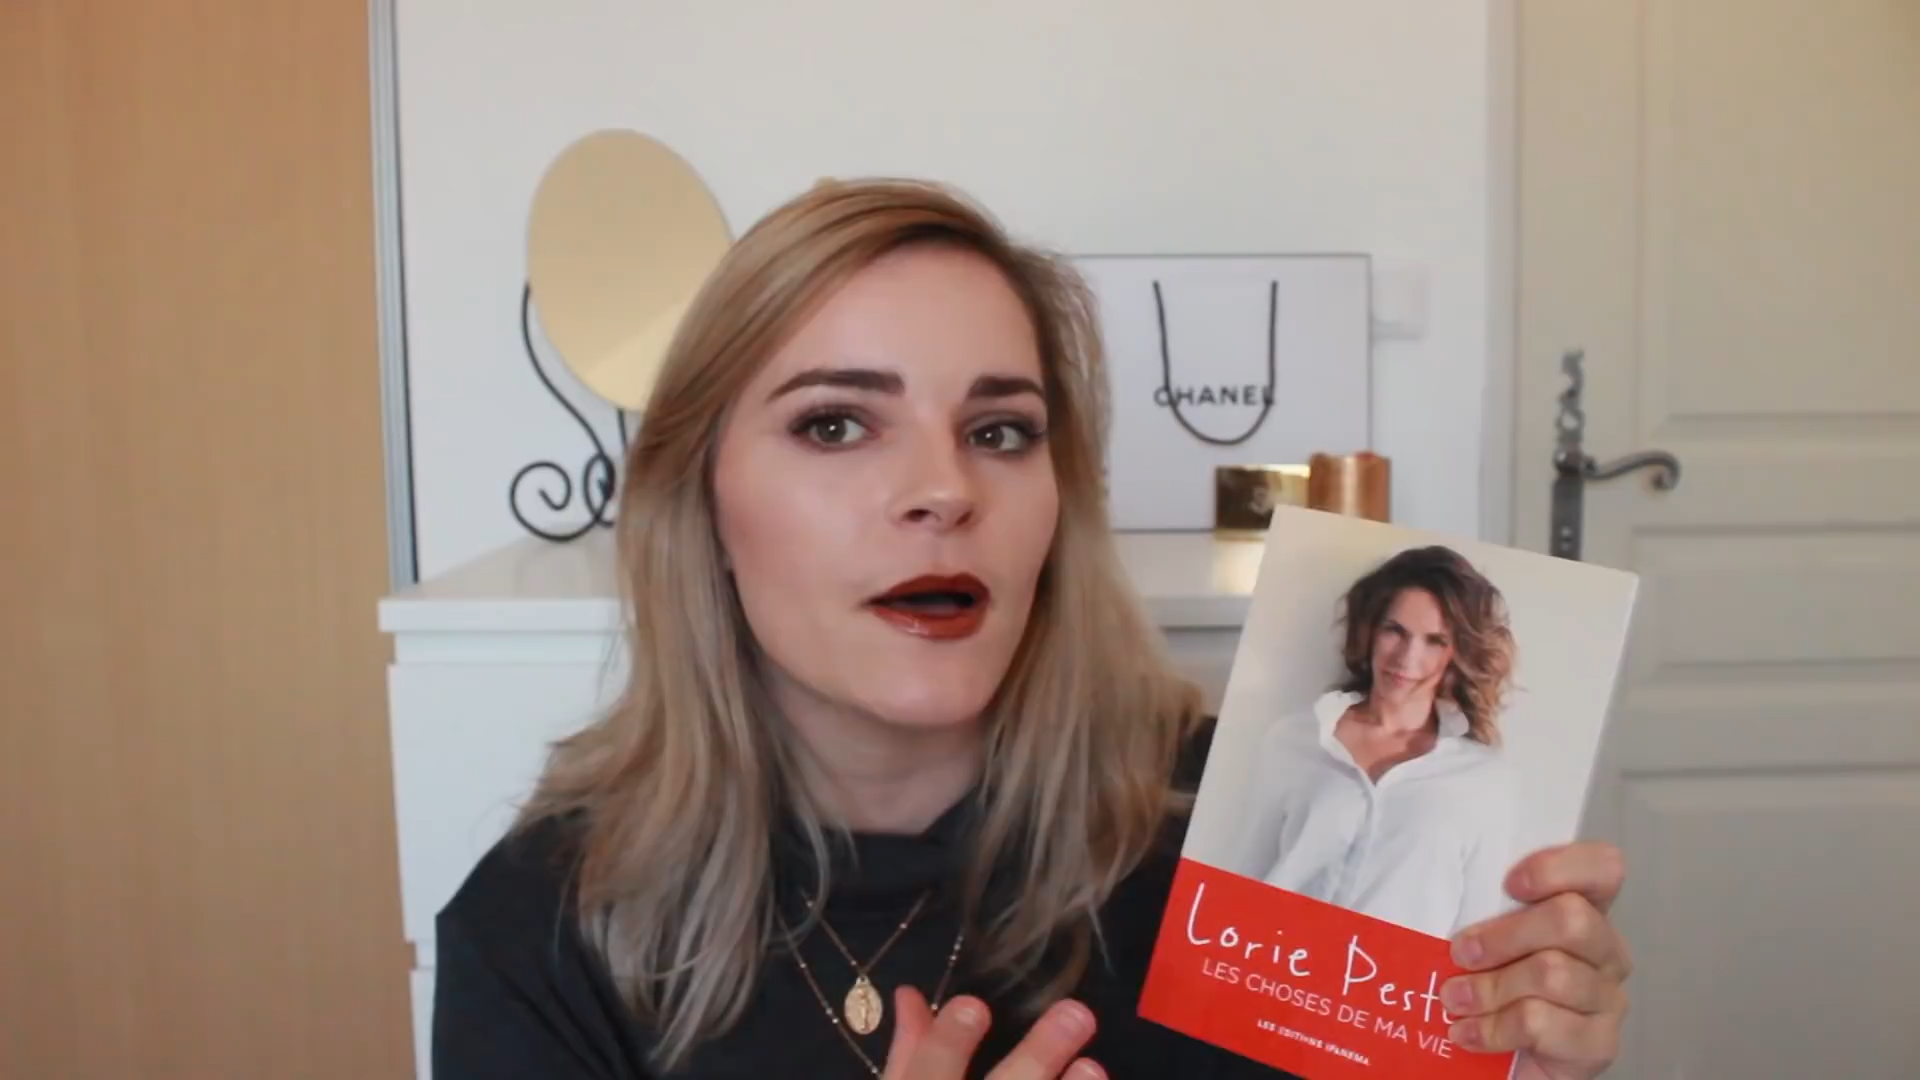 CHANEL
Lorie Pest
LES CHOSES DE MA VIE
LES EDITIONS IPANEMA